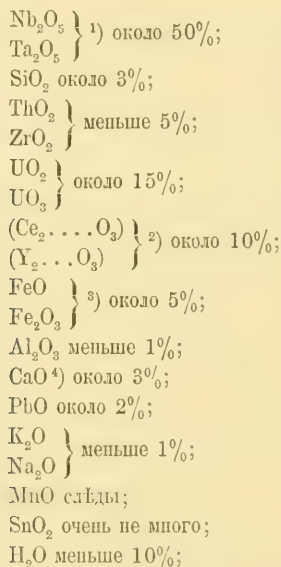 Nb₂O₅
Ta₂O₅ } ¹) около 50%;
SiO₂ около 3%;
ThO₂
ZrO₂ } меньше 5%;
UO₂
UO₃ } около 15%;
(Ce₂....O₃)
(Y₂...O₃) } ²) около 10%;
FeO
Fe₂O₃ } ³) около 5%;
Al₂O₃ меньше 1%;
CaO ⁴) около 3%;
PbO около 2%;
K₂O
Na₂O } меньше 1%;
MnO слѣды;
SnO₂ очень не много;
H₂O меньше 10%;